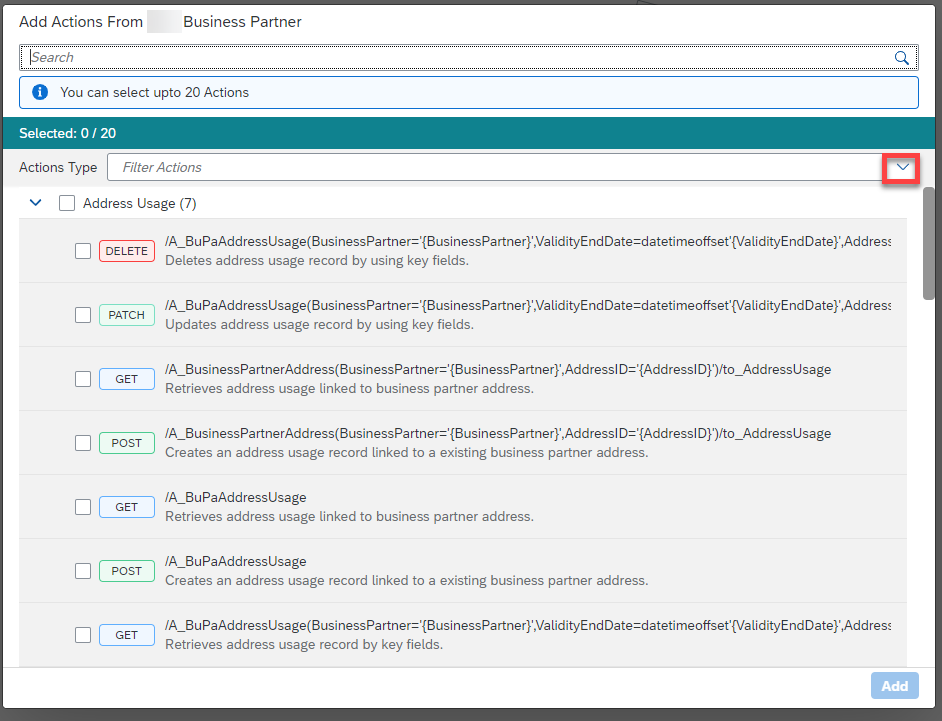 Add Actions From Business Partner
Search
You can select upto 20 Actions
Selected: 0 / 20
Actions Type Filter Actions
Address Usage (7)
/A_BuPaAddressUsage(BusinessPartner='{BusinessPartner}',ValidityEndDate=datetimeoffset'{ValidityEndDate}',Address
DELETE
Deletes address usage record by using key fields.
/A_BuPaAddressUsage(BusinessPartner='{BusinessPartner}',ValidityEndDate=datetimeoffset'{ValidityEndDate}',Address
PATCH
Updates address usage record by using key fields.
/A_BusinessPartnerAddress(BusinessPartner='{BusinessPartner}',AddressID='{AddressID}')/to_AddressUsage
GET
Retrieves address usage linked to business partner address.
/A_BusinessPartnerAddress(BusinessPartner='{BusinessPartner}',AddressID='{AddressID}')/to_AddressUsage
POST
Creates an address usage record linked to a existing business partner address.
/A_BuPaAddressUsage
GET
Retrieves address usage linked to business partner address.
/A_BuPaAddressUsage
POST
Creates an address usage record linked to a existing business partner address.
/A_BuPaAddressUsage(BusinessPartner='{BusinessPartner}',ValidityEndDate=datetimeoffset'{ValidityEndDate}',Address
GET
Retrieves address usage record by key fields.
Add